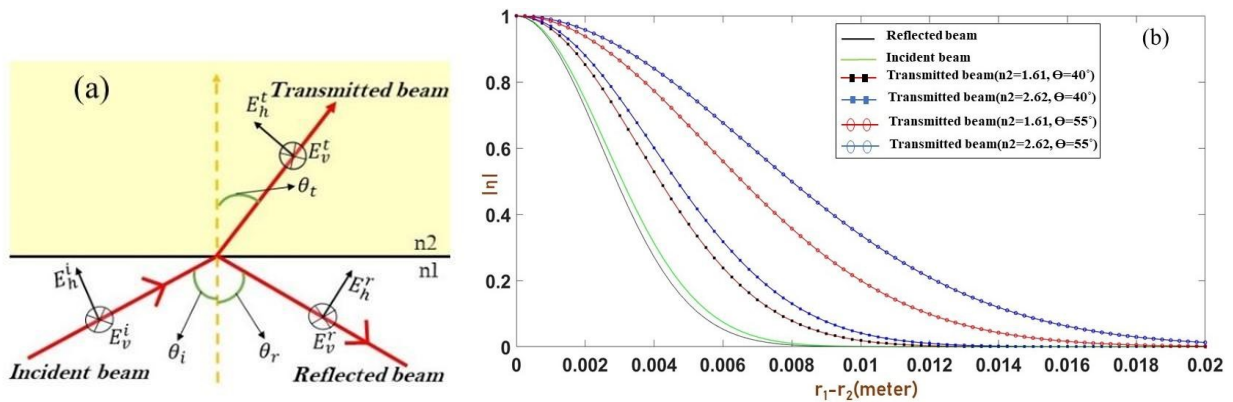 (a)
E_h^t
Transmitted beam
E_v^t
θ_t
n2
n1
E_h^i
E_h^r
E_v^i
E_v^r
θ_i
θ_r
Incident beam
Reflected beam
(b)
Reflected beam
Incident beam
Transmitted beam(n2=1.61, Θ=40°)
Transmitted beam(n2=2.62, Θ=40°)
Transmitted beam(n2=1.61, Θ=55°)
Transmitted beam(n2=2.62, Θ=55°)
1
0.8
0.6
0.4
0.2
0
|η|
0 0.002 0.004 0.006 0.008 0.01 0.012 0.014 0.016 0.018 0.02
r₁-r₂(meter)